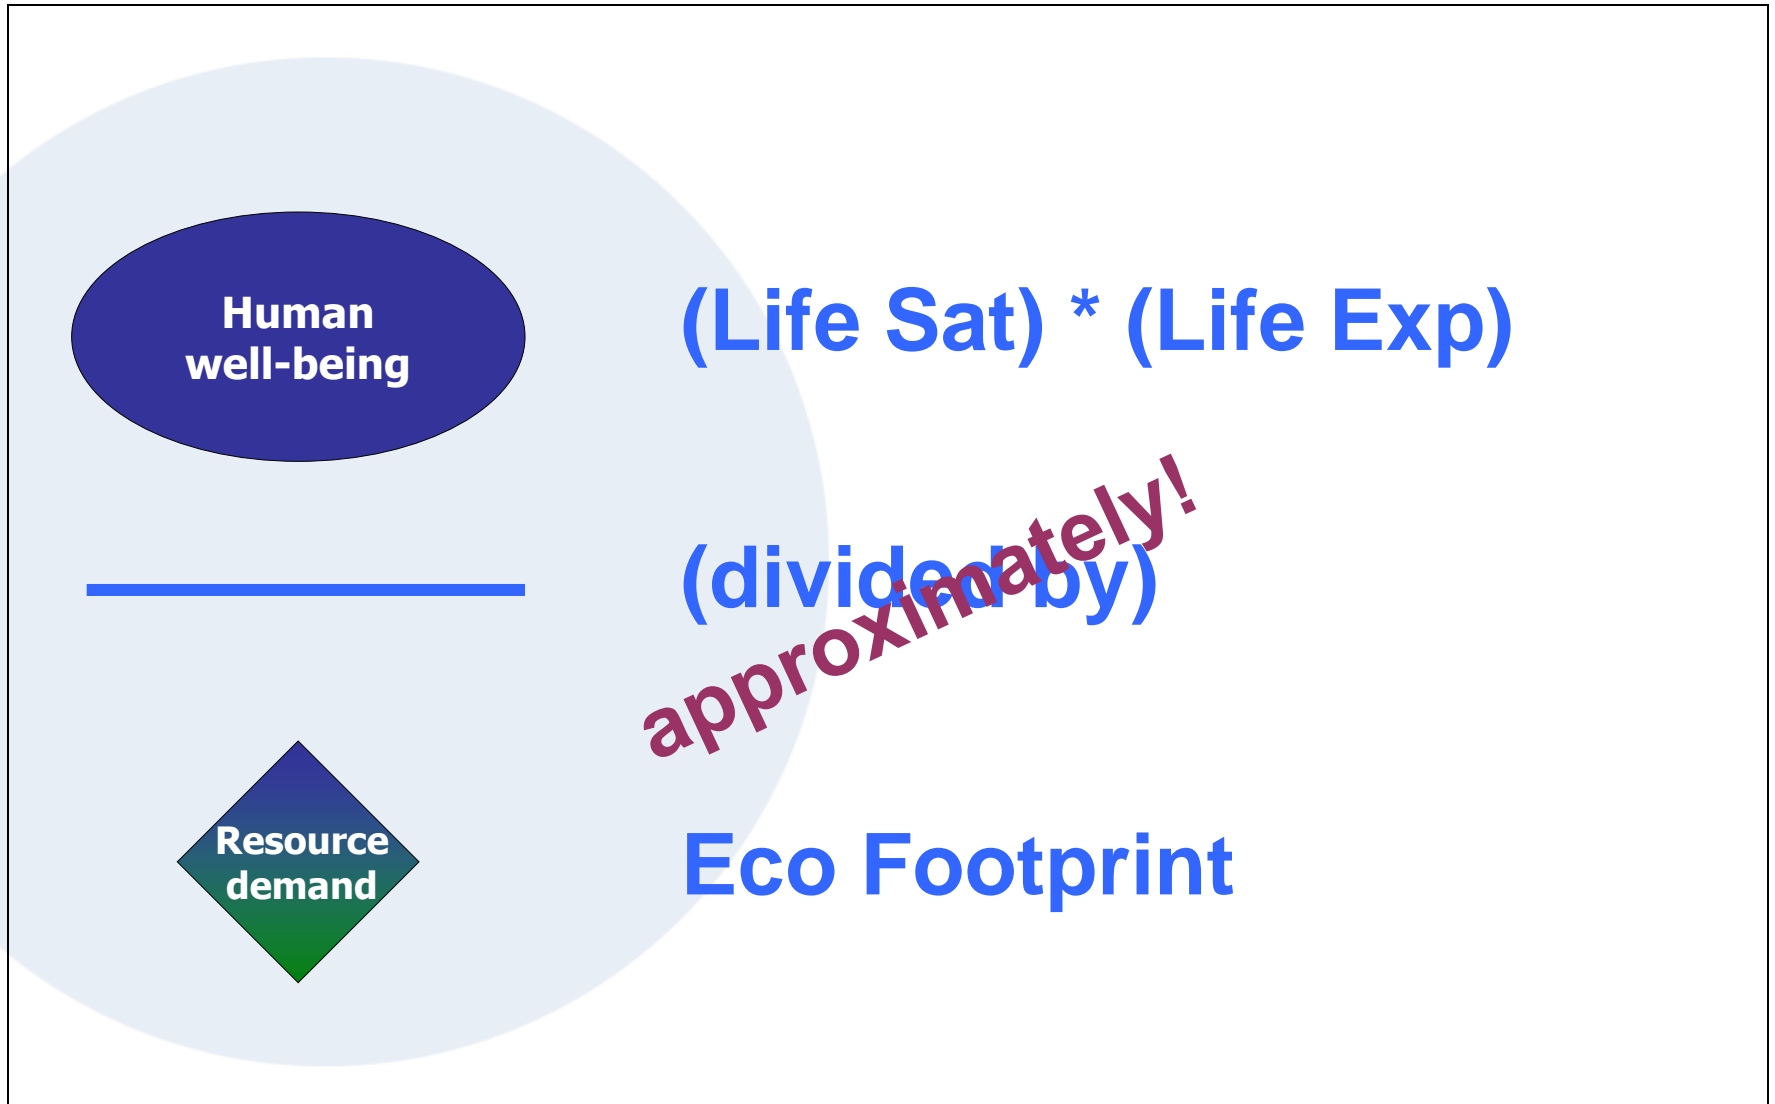 Human
well-being
(Life Sat) * (Life Exp)
(divided by)
approximately!
Resource
demand
Eco Footprint